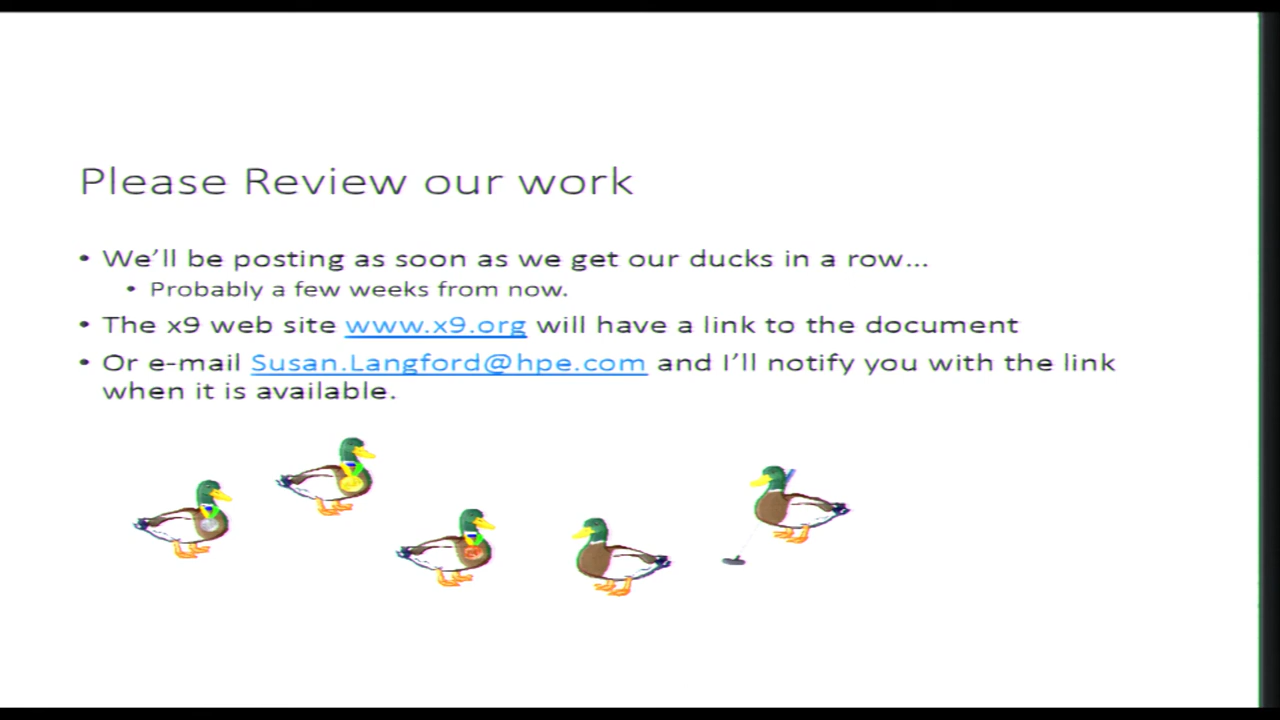 Please Review our work
• We'll be posting as soon as we get our ducks in a row...
• Probably a few weeks from now.
• The x9 web site www.x9.org will have a link to the document
• Or e-mail Susan.Langford@hpe.com and I'll notify you with the link
when it is available.